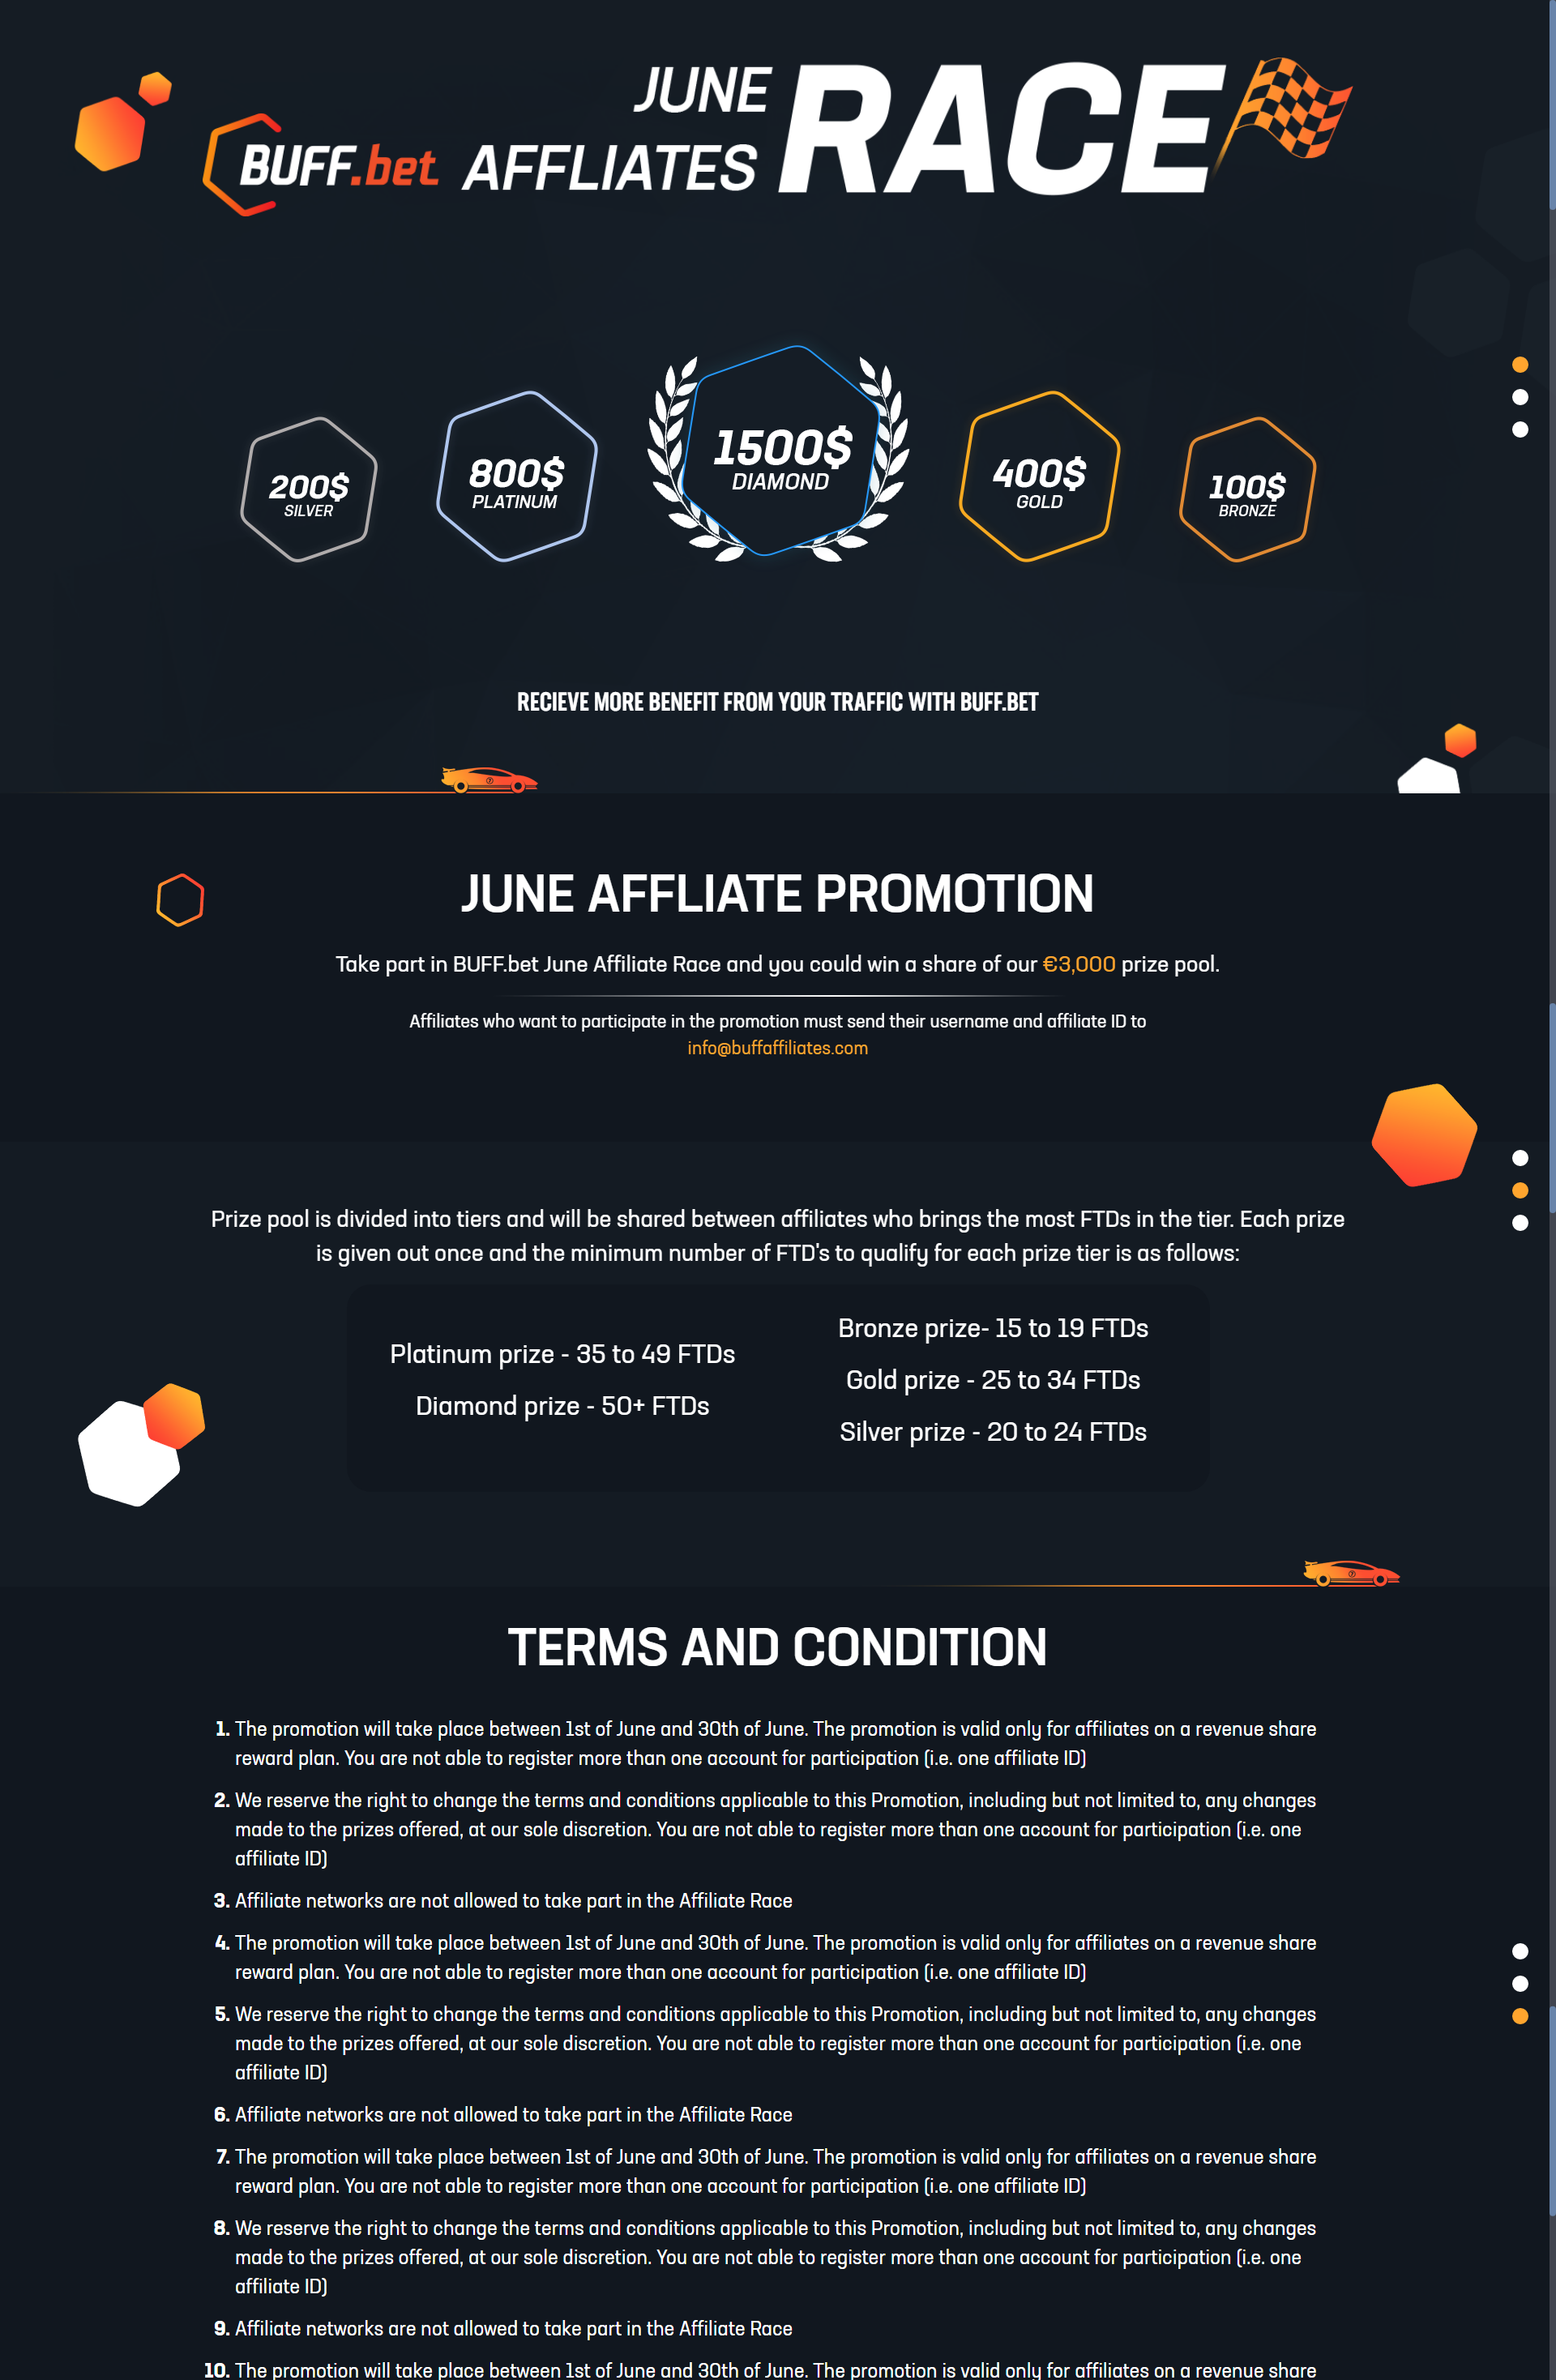 JUNE
BUFF.bet AFFLIATES RACE
200$
SILVER
800$
PLATINUM
1500$
DIAMOND
400$
GOLD
100$
BRONZE
RECIEVE MORE BENEFIT FROM YOUR TRAFFIC WITH BUFF.BET
JUNE AFFLIATE PROMOTION
Take part in BUFF.bet June Affiliate Race and you could win a share of our €3,000 prize pool.
Affiliates who want to participate in the promotion must send their username and affiliate ID to
info@buffaffiliates.com
Prize pool is divided into tiers and will be shared between affiliates who brings the most FTDs in the tier. Each prize
is given out once and the minimum number of FTD's to qualify for each prize tier is as follows:
Platinum prize - 35 to 49 FTDs
Diamond prize - 50+ FTDs
Bronze prize- 15 to 19 FTDs
Gold prize - 25 to 34 FTDs
Silver prize - 20 to 24 FTDs
TERMS AND CONDITION
1. The promotion will take place between 1st of June and 30th of June. The promotion is valid only for affiliates on a revenue share
reward plan. You are not able to register more than one account for participation (i.e. one affiliate ID)
2. We reserve the right to change the terms and conditions applicable to this Promotion, including but not limited to, any changes
made to the prizes offered, at our sole discretion. You are not able to register more than one account for participation (i.e. one
affiliate ID)
3. Affiliate networks are not allowed to take part in the Affiliate Race
4. The promotion will take place between 1st of June and 30th of June. The promotion is valid only for affiliates on a revenue share
reward plan. You are not able to register more than one account for participation (i.e. one affiliate ID)
5. We reserve the right to change the terms and conditions applicable to this Promotion, including but not limited to, any changes
made to the prizes offered, at our sole discretion. You are not able to register more than one account for participation (i.e. one
affiliate ID)
6. Affiliate networks are not allowed to take part in the Affiliate Race
7. The promotion will take place between 1st of June and 30th of June. The promotion is valid only for affiliates on a revenue share
reward plan. You are not able to register more than one account for participation (i.e. one affiliate ID)
8. We reserve the right to change the terms and conditions applicable to this Promotion, including but not limited to, any changes
made to the prizes offered, at our sole discretion. You are not able to register more than one account for participation (i.e. one
affiliate ID)
9. Affiliate networks are not allowed to take part in the Affiliate Race
10. The promotion will take place between 1st of June and 30th of June. The promotion is valid only for affiliates on a revenue share